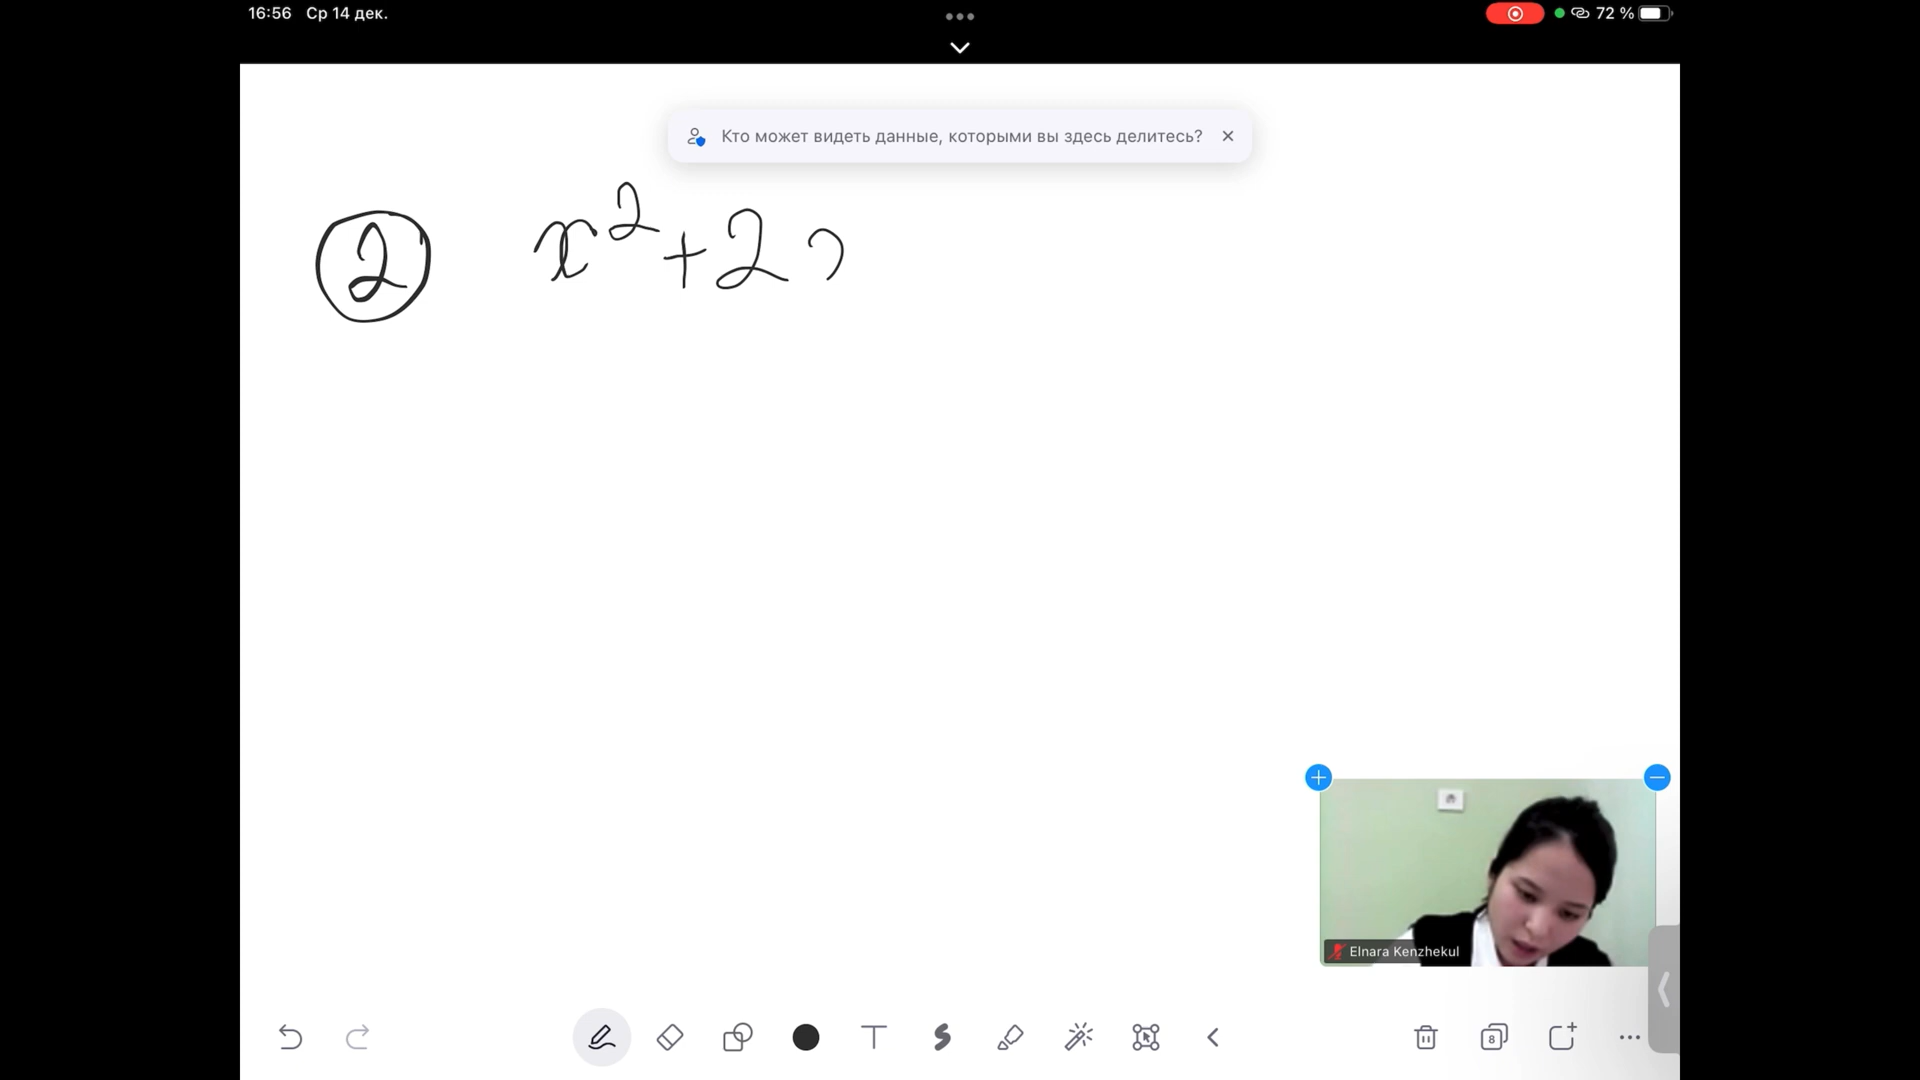 16:56 Ср 14 дек. 72 %
Кто может видеть данные, которыми вы здесь делитесь?
② x² + 2
Elnara Kenzhekul
8